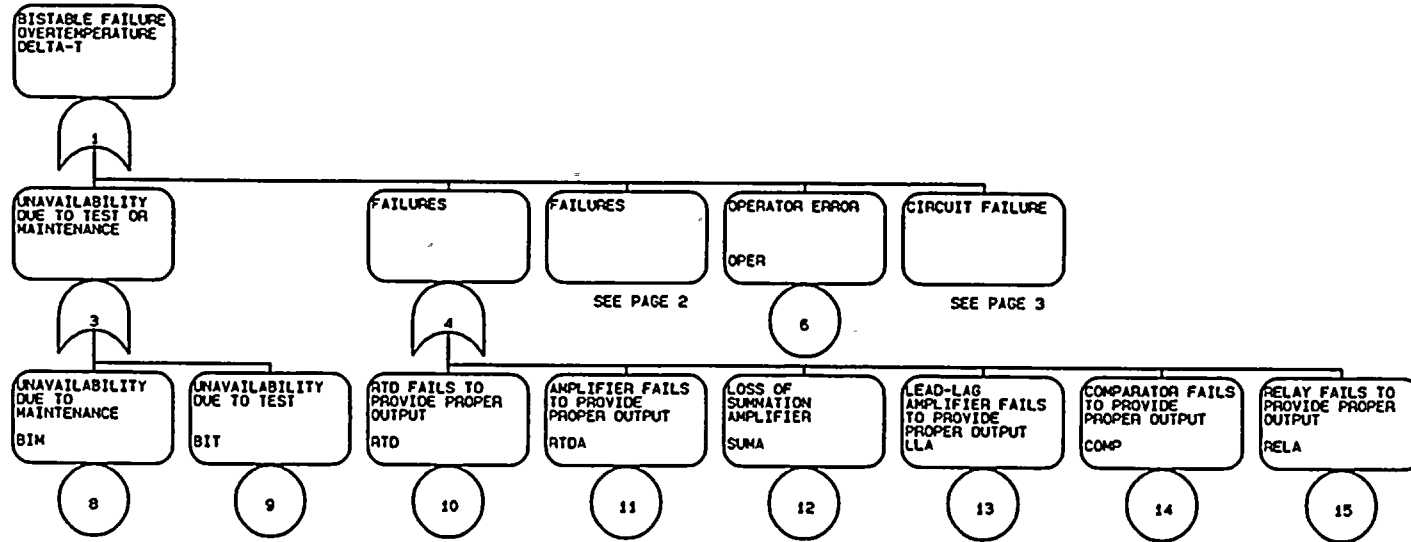 BISTABLE FAILURE
OVERTEMPERATURE
DELTA-T
1
UNAVAILABILITY
DUE TO TEST OR
MAINTENANCE
FAILURES
FAILURES
OPERATOR ERROR
OPER
CIRCUIT FAILURE
SEE PAGE 2
SEE PAGE 3
3
4
6
UNAVAILABILITY
DUE TO
MAINTENANCE
BIM
UNAVAILABILITY
DUE TO TEST
BIT
RTD FAILS TO
PROVIDE PROPER
OUTPUT
RTD
AMPLIFIER FAILS
TO PROVIDE
PROPER OUTPUT
RTDA
LOSS OF
SUMMATION
AMPLIFIER
SUMA
LEAD-LAG
AMPLIFIER FAILS
TO PROVIDE
PROPER OUTPUT
LLA
COMPARATOR FAILS
TO PROVIDE
PROPER OUTPUT
COMP
RELAY FAILS TO
PROVIDE PROPER
OUTPUT
RELA
8
9
10
11
12
13
14
15